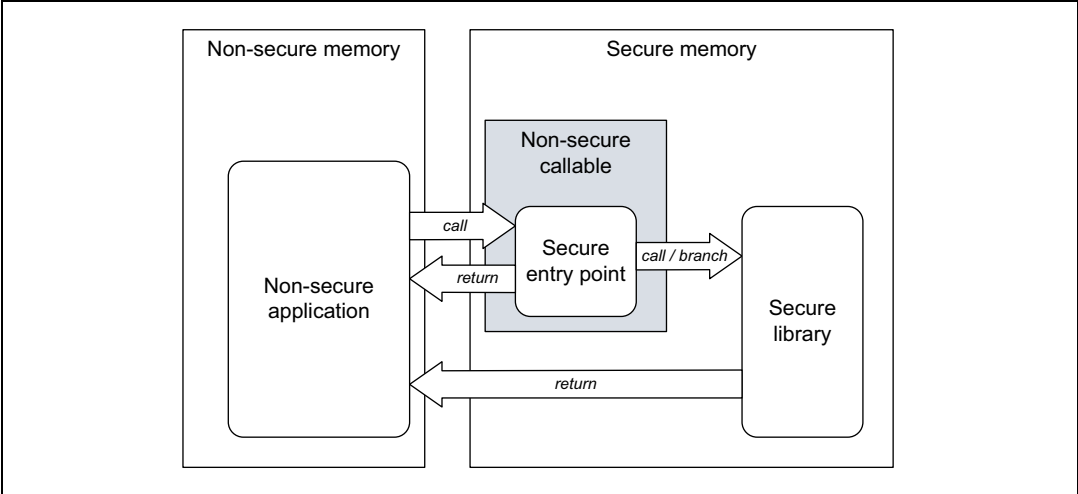 Non-secure memory
Secure memory
Non-secure
callable
call
Secure
entry point
call / branch
return
Non-secure
application
Secure
library
return